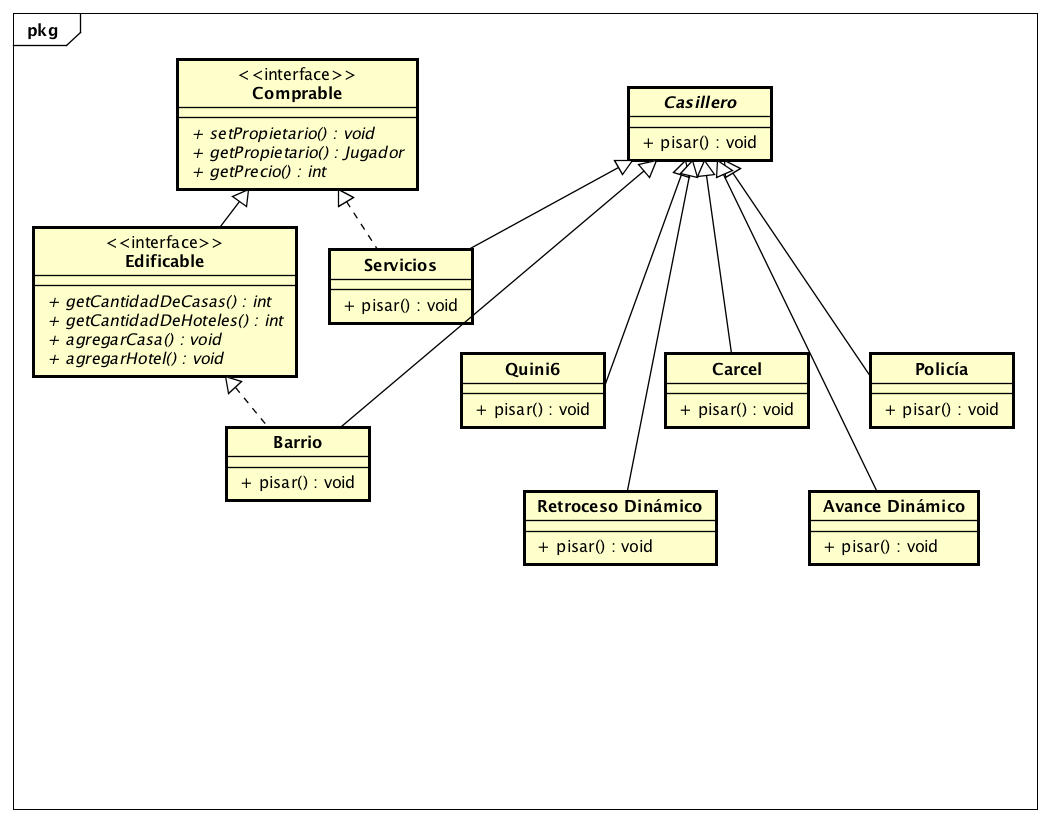 pkg
<<interface>>
Comprable
+ setPropietario() : void
+ getPropietario() : Jugador
+ getPrecio() : int
Casillero
+ pisar() : void
<<interface>>
Edificable
+ getCantidadDeCasas() : int
+ getCantidadDeHoteles() : int
+ agregarCasa() : void
+ agregarHotel() : void
Servicios
+ pisar() : void
Quini6
+ pisar() : void
Carcel
+ pisar() : void
Policía
+ pisar() : void
Barrio
+ pisar() : void
Retroceso Dinámico
+ pisar() : void
Avance Dinámico
+ pisar() : void